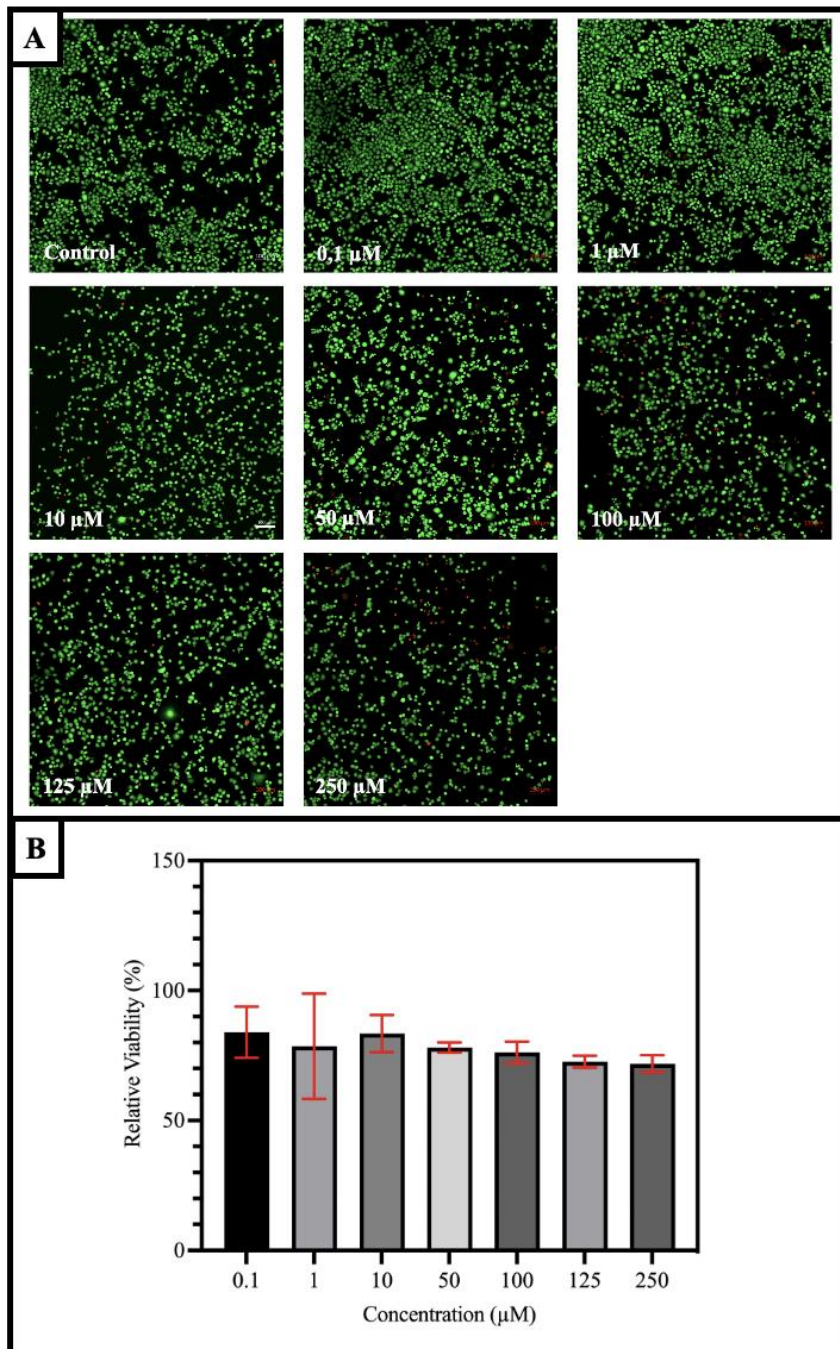 A
Control
0,1 µM
1 µM
10 µM
50 µM
100 µM
125 µM
250 µM
B
150
100
50
0
Relative Viability (%)
0.1 1 10 50 100 125 250
Concentration (µM)